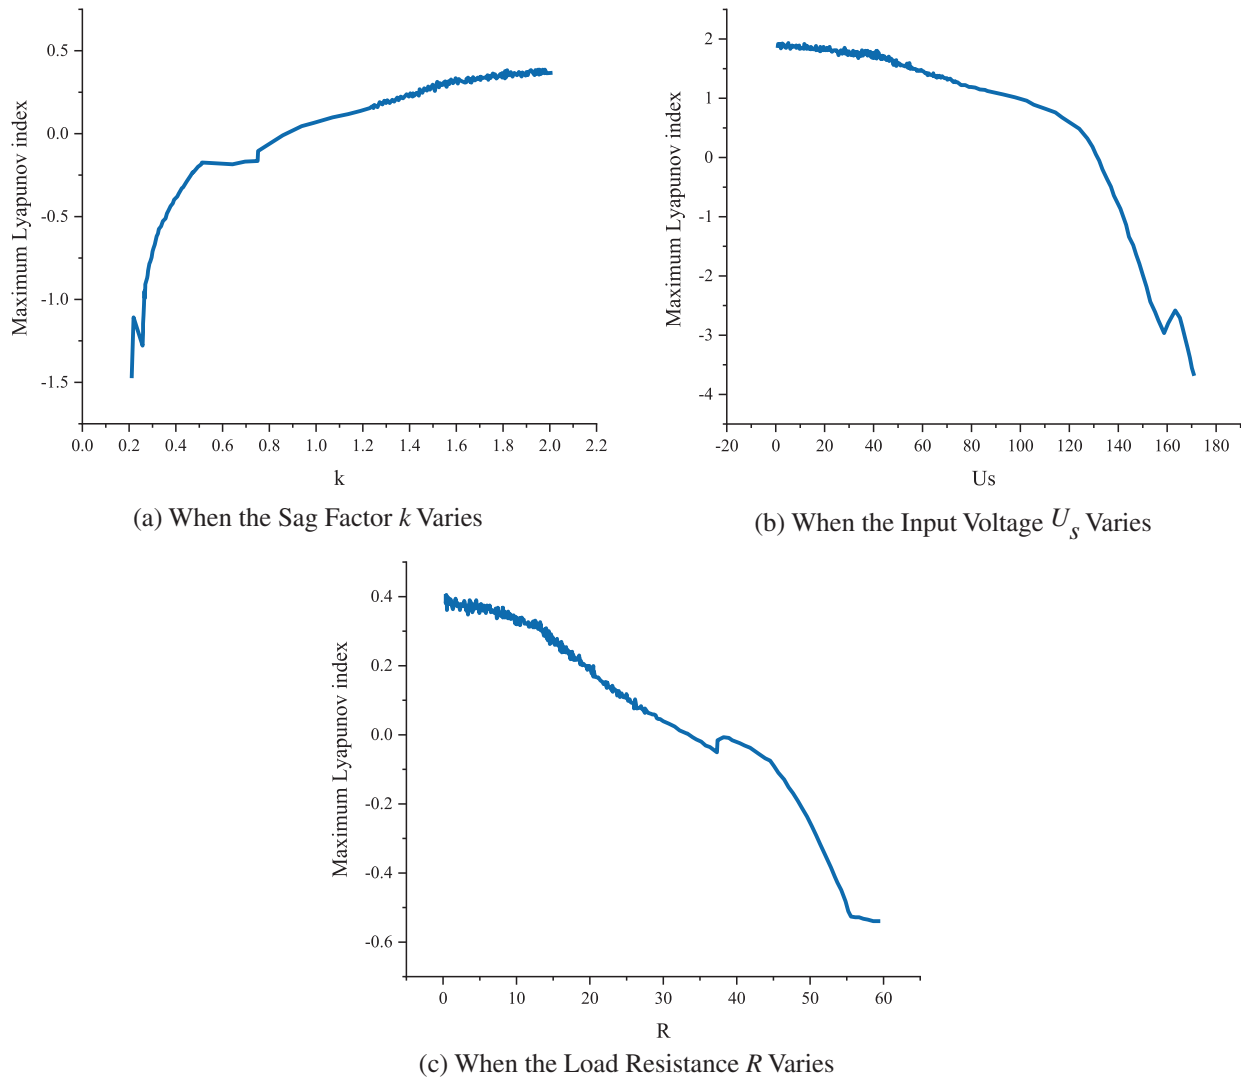 0.5
0.0
-0.5
-1.0
-1.5
Maximum Lyapunov index
0.0 0.2 0.4 0.6 0.8 1.0 1.2 1.4 1.6 1.8 2.0 2.2
k
(a) When the Sag Factor k Varies
2
1
0
-1
-2
-3
-4
Maximum Lyapunov index
-20 0 20 40 60 80 100 120 140 160 180
Us
(b) When the Input Voltage U_s Varies
0.4
0.2
0.0
-0.2
-0.4
-0.6
Maximum Lyapunov index
0 10 20 30 40 50 60
R
(c) When the Load Resistance R Varies